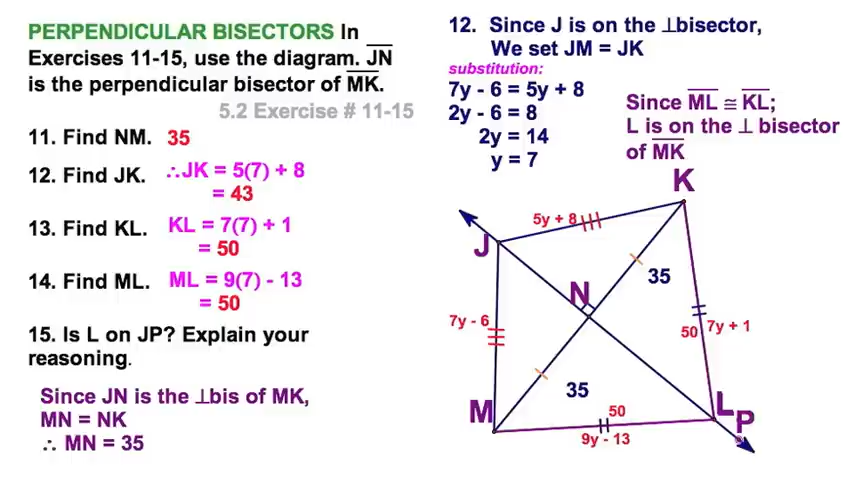 PERPENDICULAR BISECTORS In
Exercises 11-15, use the diagram. JN
is the perpendicular bisector of MK.
5.2 Exercise # 11-15
11. Find NM. 35
12. Find JK. ∴JK = 5(7) + 8
= 43
13. Find KL. KL = 7(7) + 1
= 50
14. Find ML. ML = 9(7) - 13
= 50
15. Is L on JP? Explain your
reasoning.
Since JN is the ⊥bis of MK,
MN = NK
∴ MN = 35
12. Since J is on the ⊥bisector,
We set JM = JK
substitution:
7y - 6 = 5y + 8
2y - 6 = 8
2y = 14
y = 7
Since ML ≅ KL;
L is on the ⊥ bisector
of MK
K
5y + 8
J
35
N
7y - 6
50 7y + 1
35
M
50
L
P
9y - 13